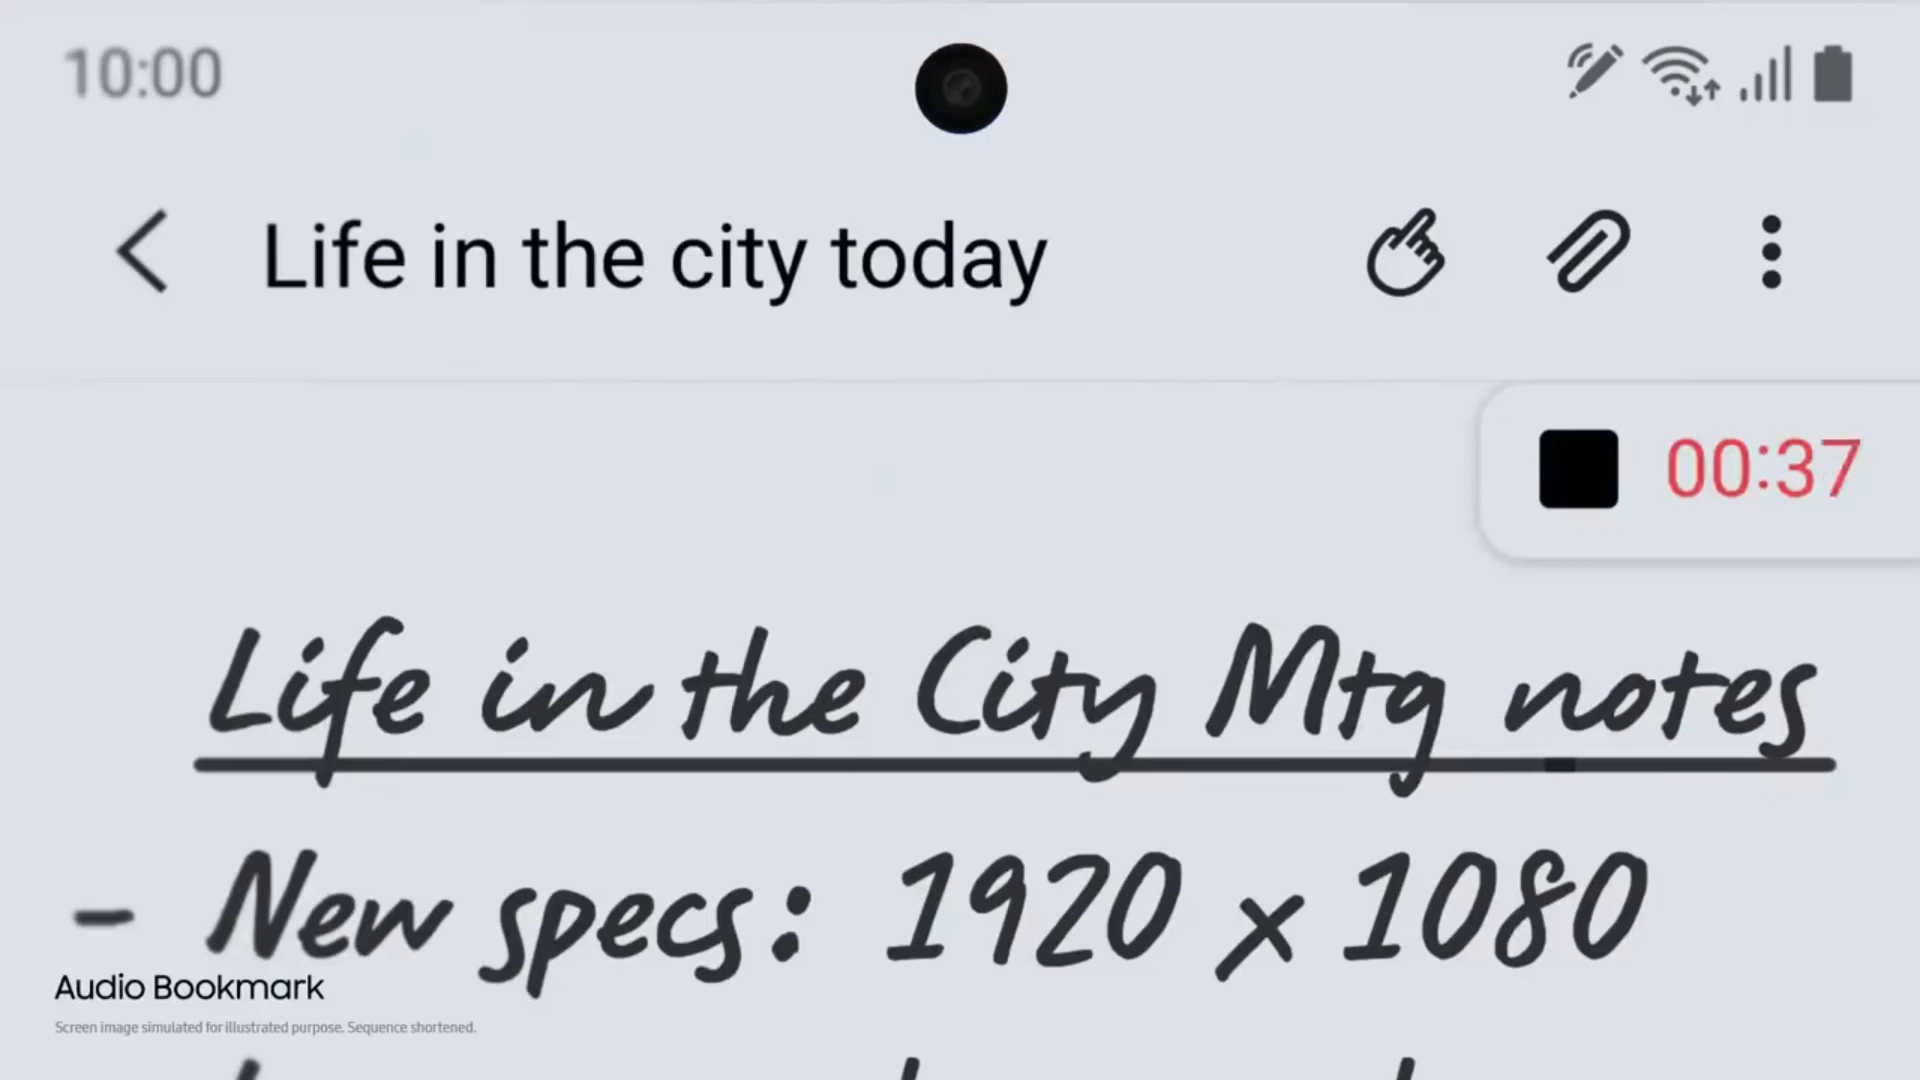 10:00
Life in the city today
00:37
Life in the City Mtg notes
- New specs: 1920 x 1080
Audio Bookmark
Screen image simulated for illustrated purpose. Sequence shortened.